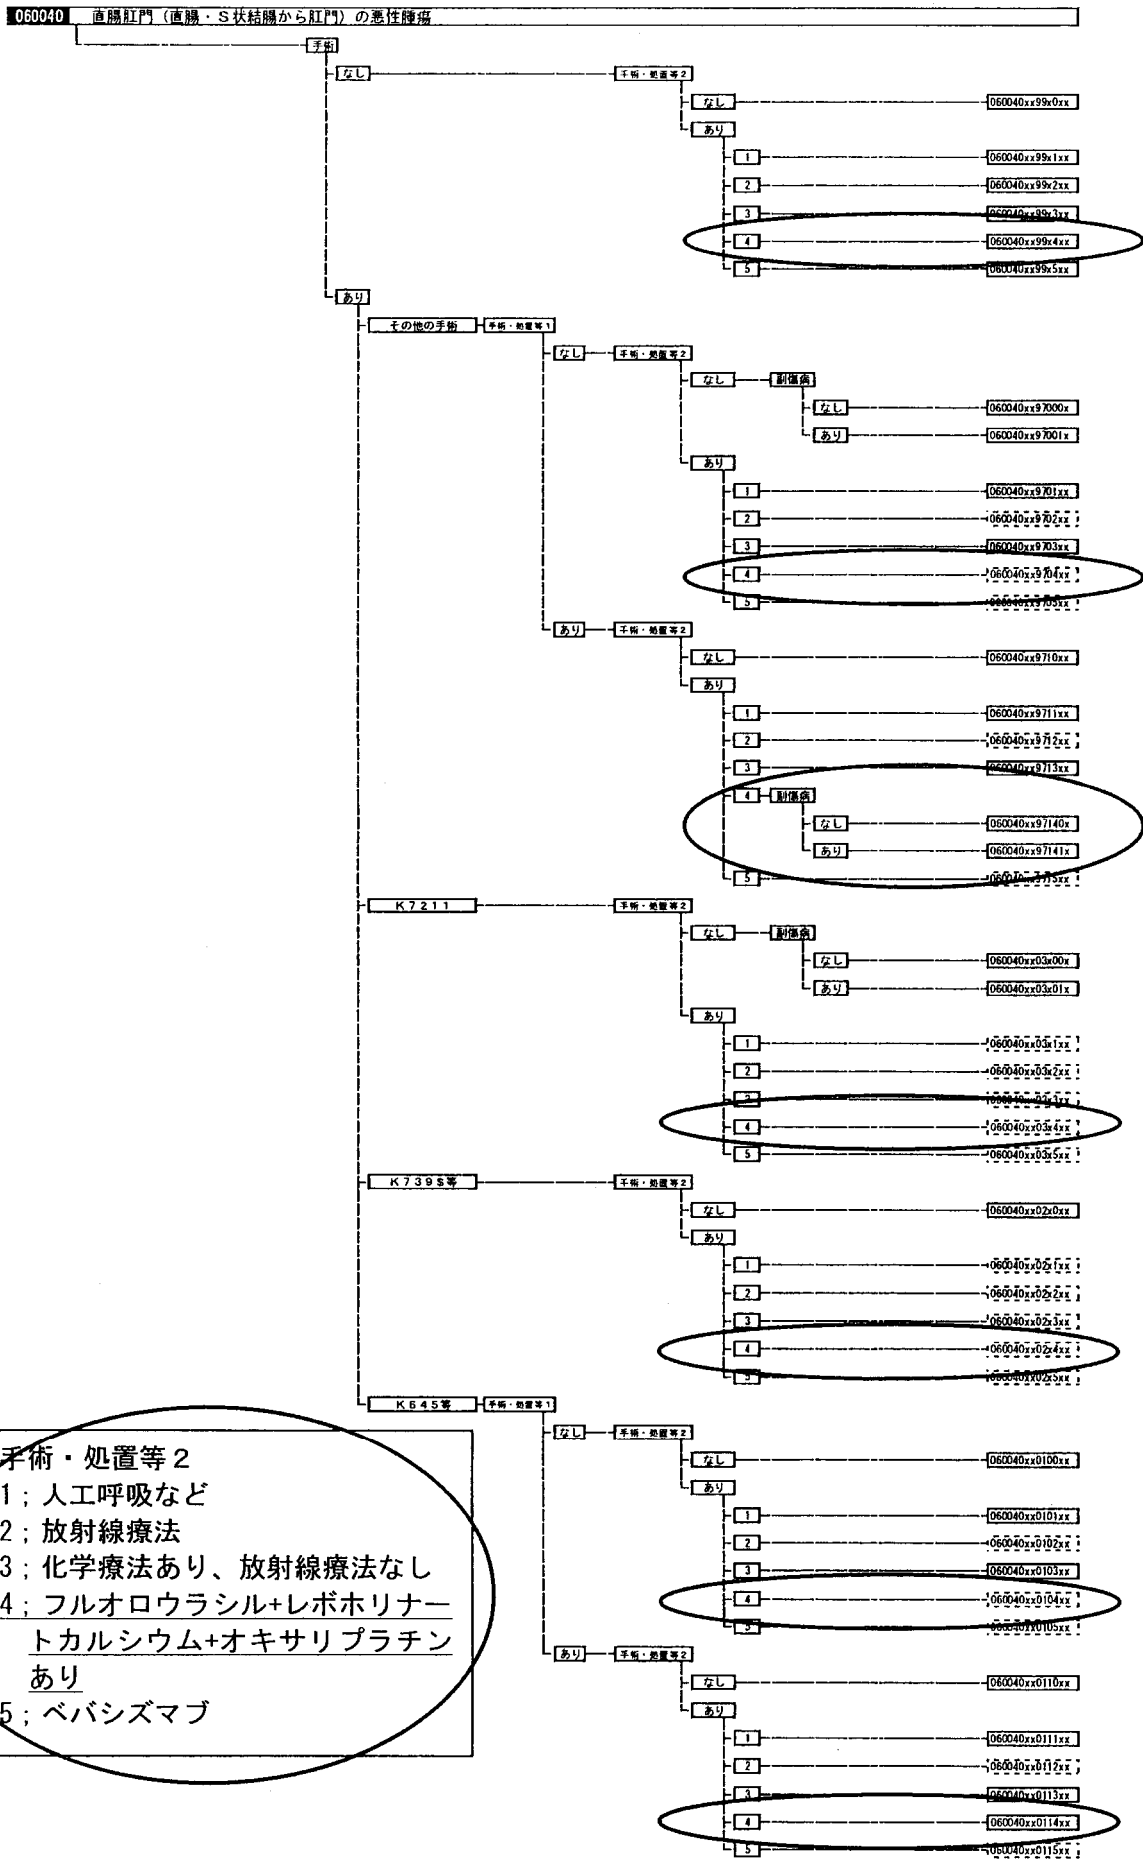 060040 直腸肛門（直腸・S状結腸から肛門）の悪性腫瘍
手術
なし 手術・処置等2
なし 060040xx99x0xx
あり
1 060040xx99x1xx
2 060040xx99x2xx
3 060040xx99x3xx
4 060040xx99x4xx
5 060040xx99x5xx
あり
その他の手術 手術・処置等1
なし 手術・処置等2
なし 副傷病
なし 060040xx97000x
あり 060040xx97001x
あり
1 060040xx9701xx
2 060040xx9702xx
3 060040xx9703xx
4 060040xx9704xx
5 060040xx9705xx
あり 手術・処置等2
なし 060040xx9710xx
あり
1 060040xx9711xx
2 060040xx9712xx
3 060040xx9713xx
4 副傷病
なし 060040xx97140x
あり 060040xx97141x
5 060040xx9715xx
K7211 手術・処置等2
なし 副傷病
なし 060040xx03x00x
あり 060040xx03x01x
あり
1 060040xx03x1xx
2 060040xx03x2xx
3 060040xx03x3xx
4 060040xx03x4xx
5 060040xx03x5xx
K739$等 手術・処置等2
なし 060040xx02x0xx
あり
1 060040xx02x1xx
2 060040xx02x2xx
3 060040xx02x3xx
4 060040xx02x4xx
5 060040xx02x5xx
K645等 手術・処置等1
なし 手術・処置等2
なし 060040xx0100xx
あり
1 060040xx0101xx
2 060040xx0102xx
3 060040xx0103xx
4 060040xx0104xx
5 060040xx0105xx
あり 手術・処置等2
なし 060040xx0110xx
あり
1 060040xx0111xx
2 060040xx0112xx
3 060040xx0113xx
4 060040xx0114xx
5 060040xx0115xx
手術・処置等2
1；人工呼吸など
2；放射線療法
3；化学療法あり、放射線療法なし
4；フルオロウラシル+レボホリナー
トカルシウム+オキサリプラチン
あり
5；ベバシズマブ